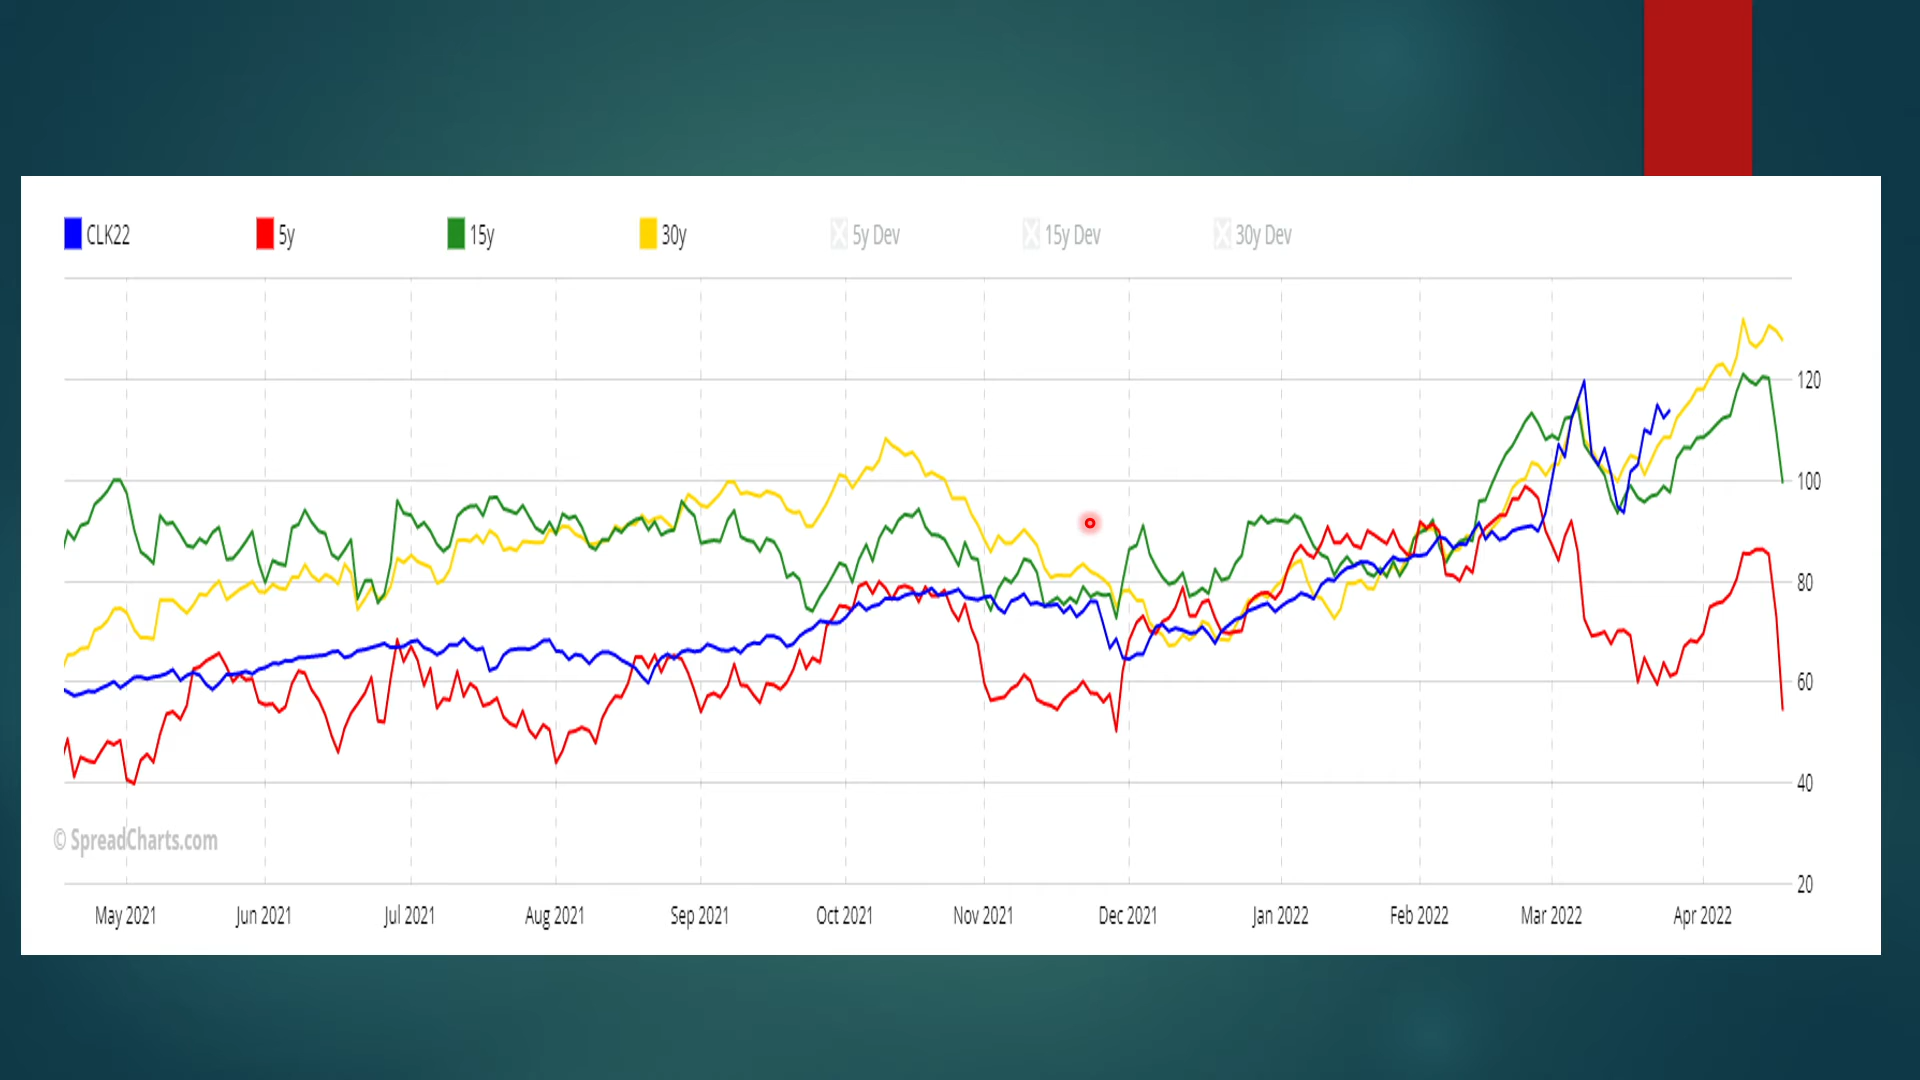 CLK22 5y 15y 30y 5y Dev 15y Dev 30y Dev
120
100
80
60
40
© SpreadCharts.com
20
May 2021 Jun 2021 Jul 2021 Aug 2021 Sep 2021 Oct 2021 Nov 2021 Dec 2021 Jan 2022 Feb 2022 Mar 2022 Apr 2022